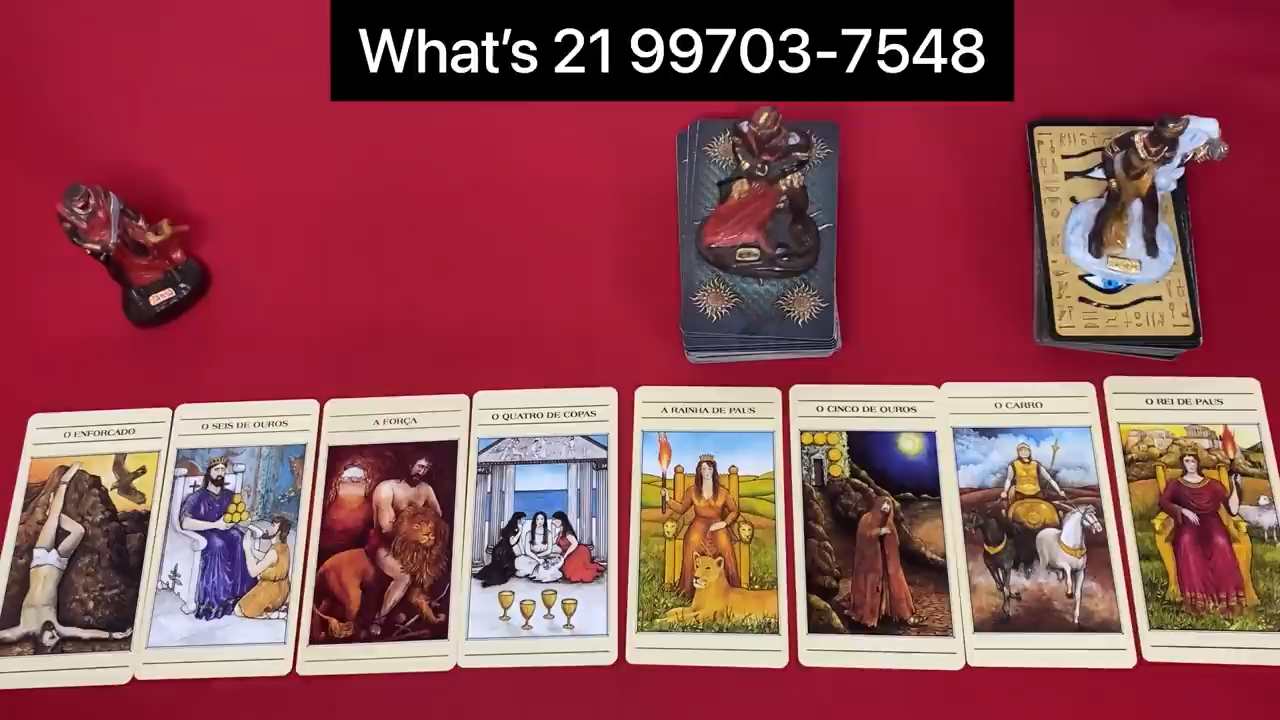 What's 21 99703-7548
O ENFORCADO
O SEIS DE OUROS
A FORÇA
O QUATRO DE COPAS
A RAINHA DE PAUS
O CINCO DE OUROS
O CARRO
O REI DE PAUS